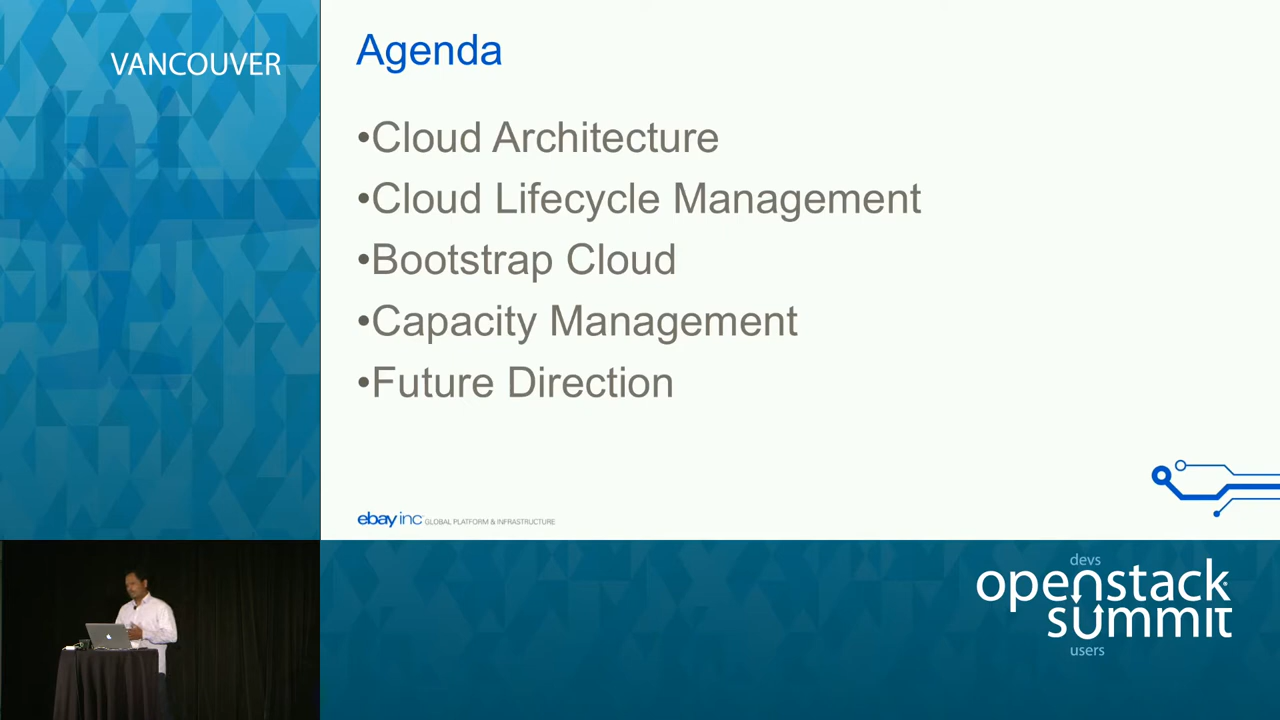 VANCOUVER
Agenda
•Cloud Architecture
•Cloud Lifecycle Management
•Bootstrap Cloud
•Capacity Management
•Future Direction
ebay inc GLOBAL PLATFORM & INFRASTRUCTURE
devs
openstack
summit
users